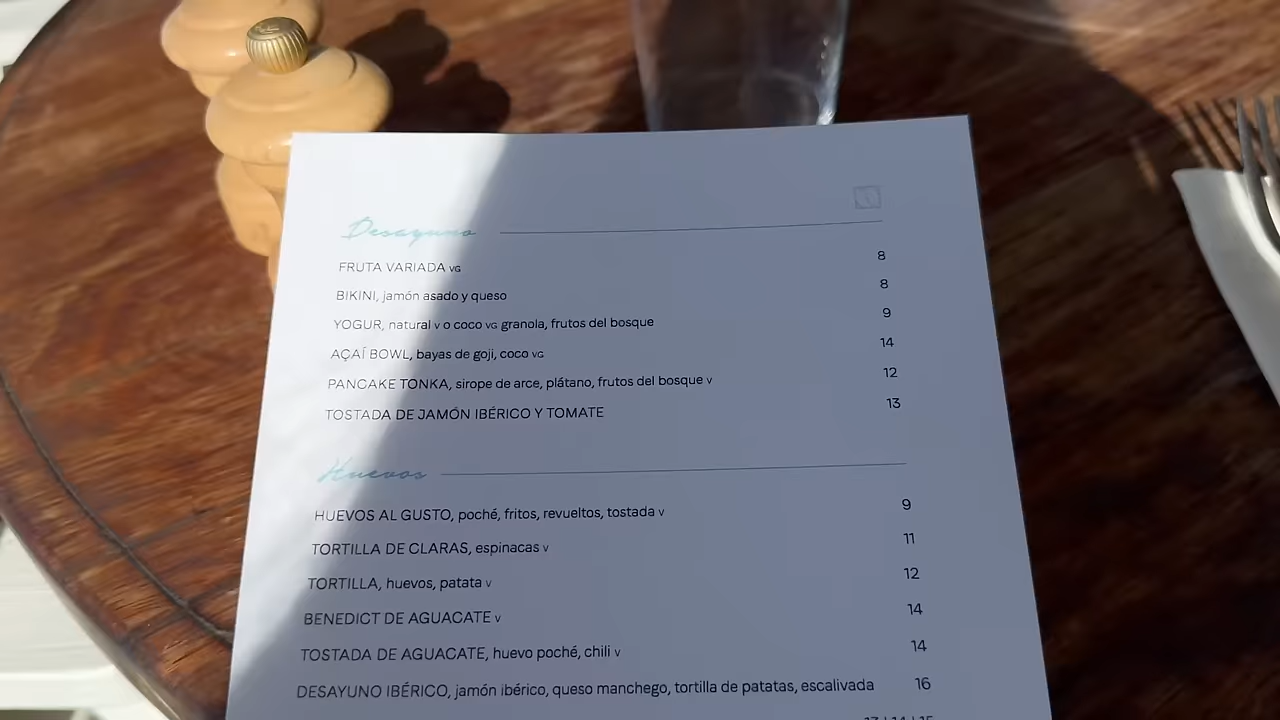 Desayuno
FRUTA VARIADA VG 8
BIKINI, jamón asado y queso 8
YOGUR, natural v o coco VG granola, frutos del bosque 9
AÇAÍ BOWL, bayas de goji, coco VG 14
PANCAKE TONKA, sirope de arce, plátano, frutos del bosque v 12
TOSTADA DE JAMÓN IBÉRICO Y TOMATE 13
Huevos
HUEVOS AL GUSTO, poché, fritos, revueltos, tostada v 9
TORTILLA DE CLARAS, espinacas v 11
TORTILLA, huevos, patata v 12
BENEDICT DE AGUACATE v 14
TOSTADA DE AGUACATE, huevo poché, chili v 14
DESAYUNO IBÉRICO, jamón ibérico, queso manchego, tortilla de patatas, escalivada 16